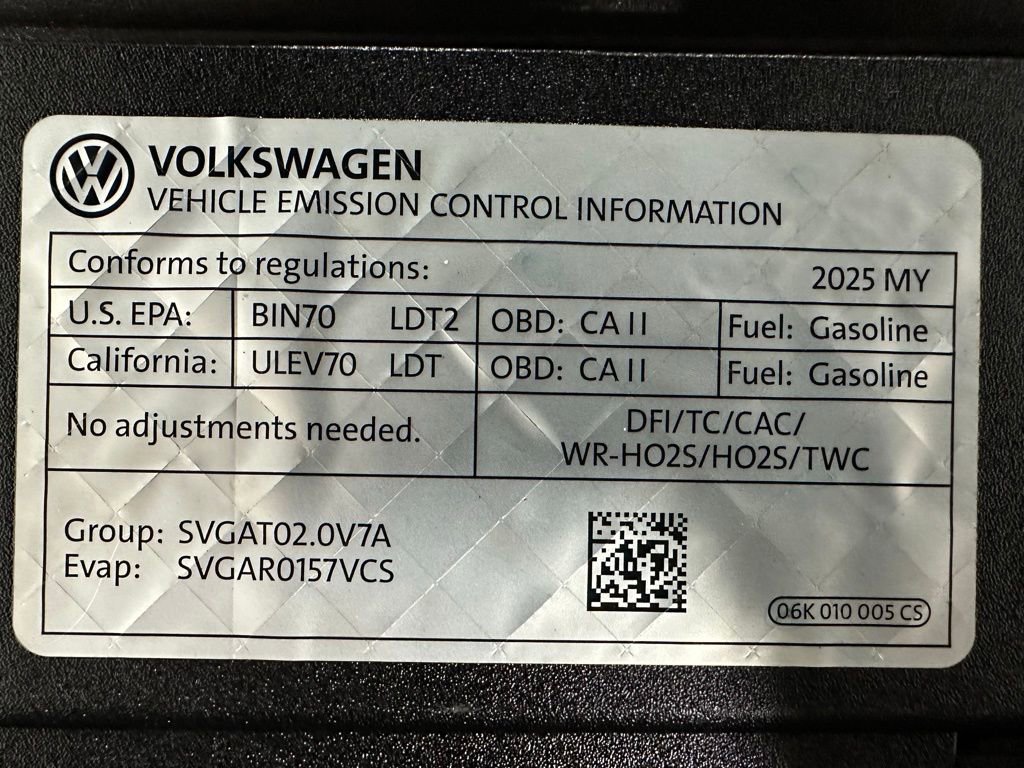 VOLKSWAGEN
VEHICLE EMISSION CONTROL INFORMATION
Conforms to regulations: 2025 MY
U.S. EPA: BIN70 LDT2 OBD: CA II Fuel: Gasoline
California: ULEV70 LDT OBD: CA II Fuel: Gasoline
No adjustments needed.
DFI/TC/CAC/
WR-HO2S/HO2S/TWC
Group: SVGAT02.0V7A
Evap: SVGAR0157VCS
06K 010 005 CS